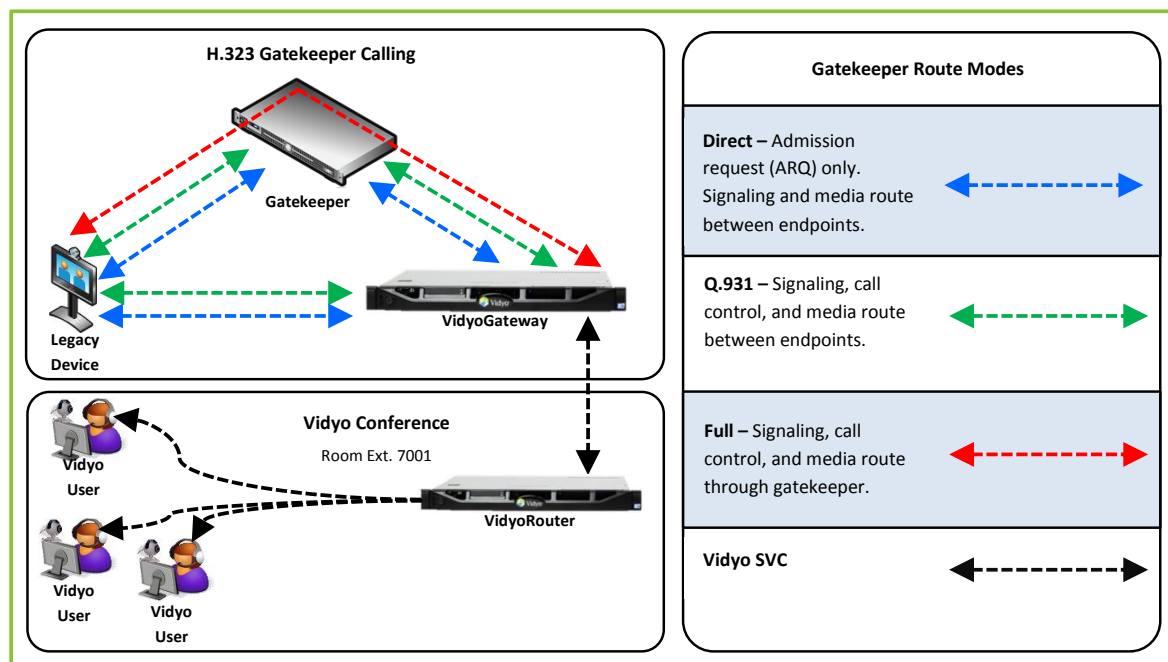 H.323 Gatekeeper Calling
Gatekeeper
Legacy
Device
Vidyo
VidyoGateway
Vidyo Conference
Room Ext. 7001
Vidyo
User
Vidyo
User
Vidyo
User
Vidyo
VidyoRouter
Gatekeeper Route Modes
Direct – Admission
request (ARQ) only.
Signaling and media route
between endpoints.
Q.931 – Signaling, call
control, and media route
between endpoints.
Full – Signaling, call
control, and media route
through gatekeeper.
Vidyo SVC